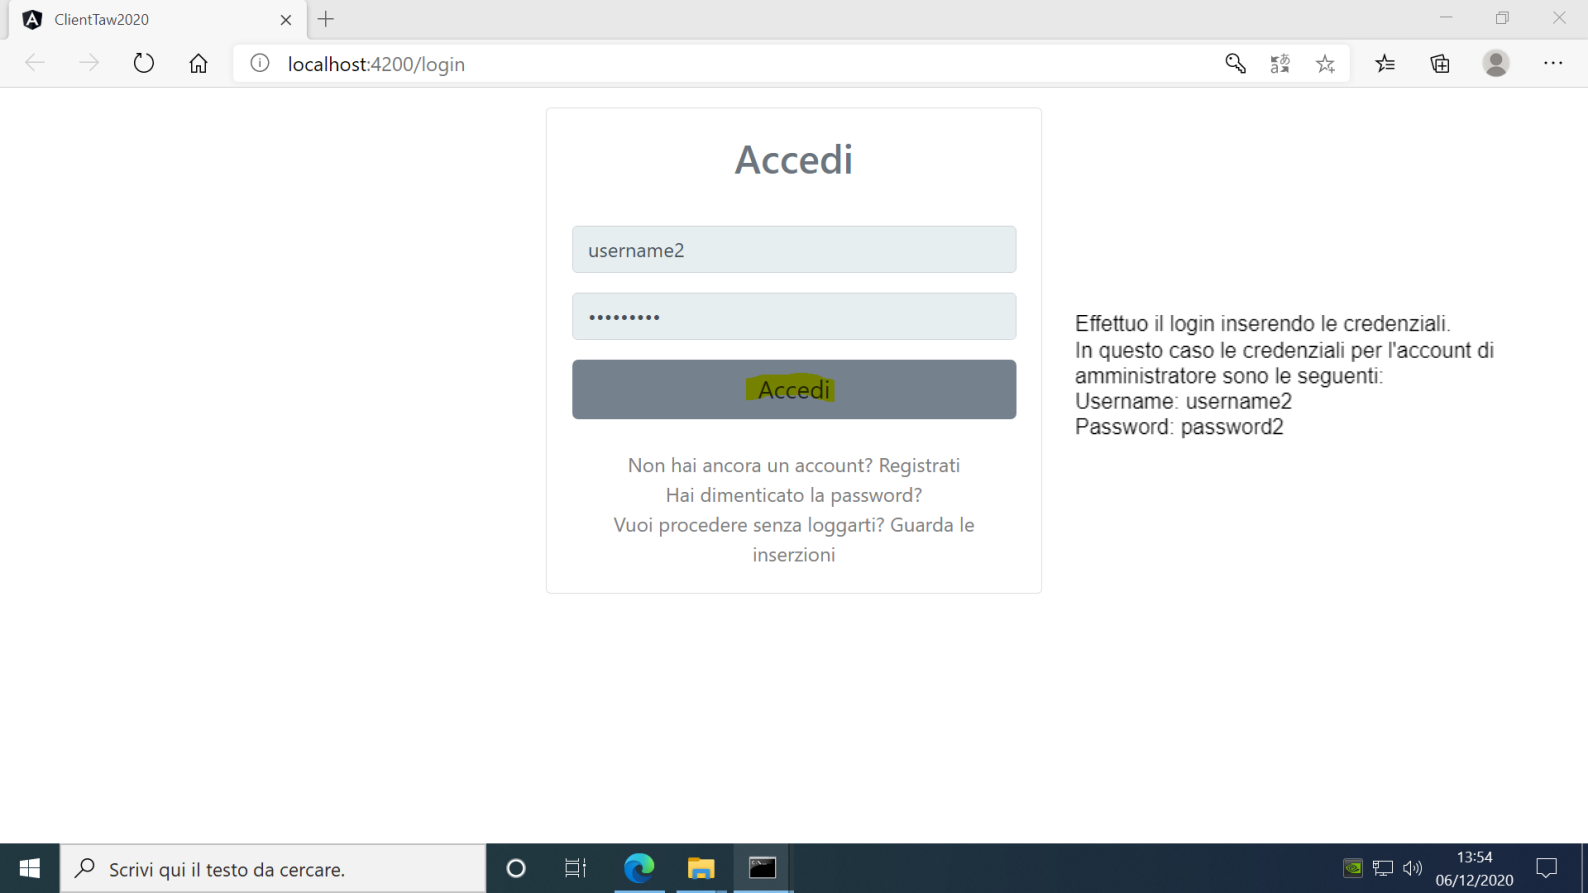 ClientTaw2020
localhost:4200/login
Accedi
username2
•••••••••
Accedi
Non hai ancora un account? Registrati
Hai dimenticato la password?
Vuoi procedere senza loggarti? Guarda le
inserzioni
Effettuo il login inserendo le credenziali.
In questo caso le credenziali per l'account di
amministratore sono le seguenti:
Username: username2
Password: password2
Scrivi qui il testo da cercare.
13:54
06/12/2020